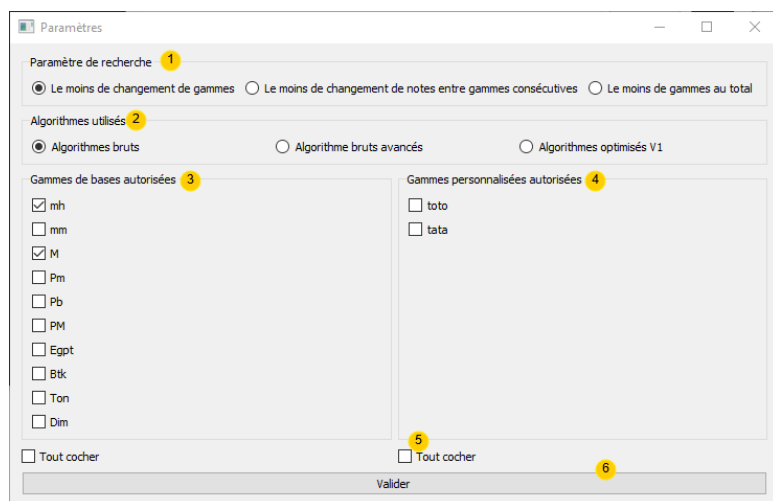 Paramètres
Paramètre de recherche 1
Le moins de changement de gammes Le moins de changement de notes entre gammes consécutives Le moins de gammes au total
Algorithmes utilisés 2
Algorithmes bruts Algorithme bruts avancés Algorithmes optimisés V1
Gammes de bases autorisées 3
mh
mm
M
Pm
Pb
PM
Egpt
Btk
Ton
Dim
Tout cocher
Gammes personnalisées autorisées 4
toto
tata
5
Tout cocher
6
Valider